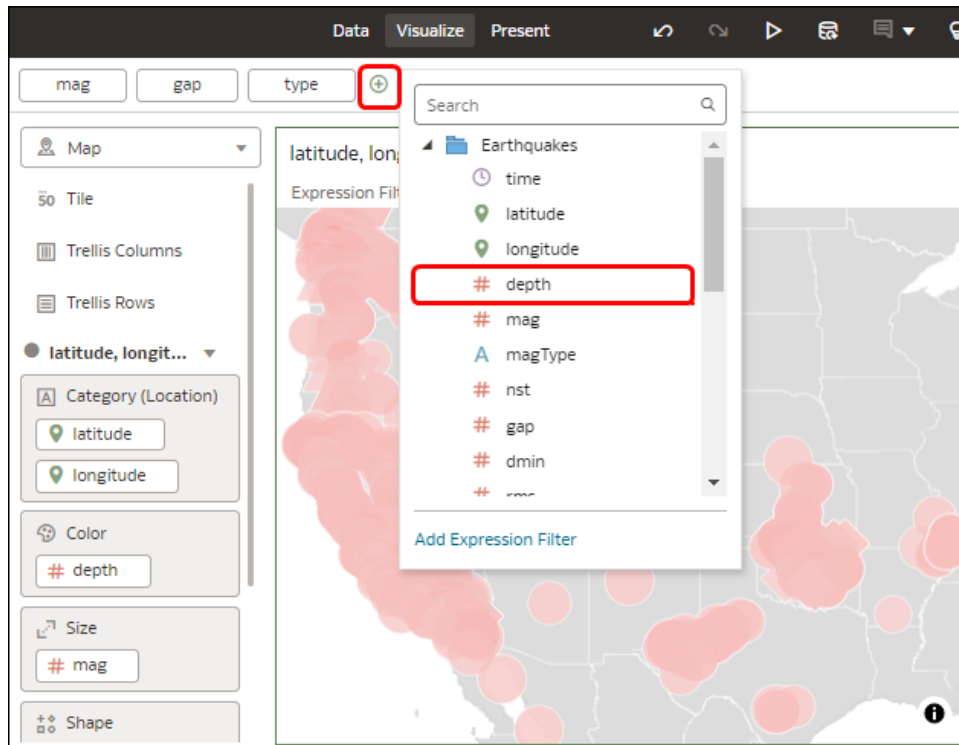 Data Visualize Present
mag gap type
Search
Map
latitude, lon
Earthquakes
Expression Filt
time
50 Tile
latitude
Trellis Columns
longitude
depth
Trellis Rows
mag
latitude, longit...
A magType
A Category (Location)
nst
latitude
gap
longitude
dmin
Color
Add Expression Filter
depth
Size
mag
Shape